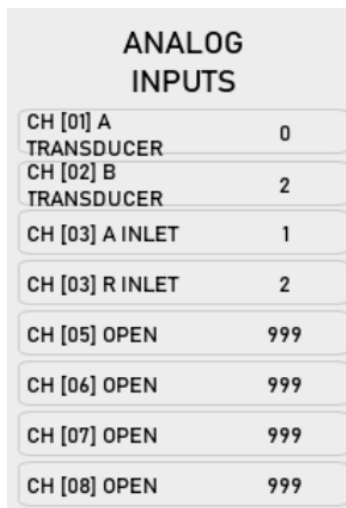 ANALOG
INPUTS
CH [01] A
TRANSDUCER 0
CH [02] B
TRANSDUCER 2
CH [03] A INLET 1
CH [03] R INLET 2
CH [05] OPEN 999
CH [06] OPEN 999
CH [07] OPEN 999
CH [08] OPEN 999